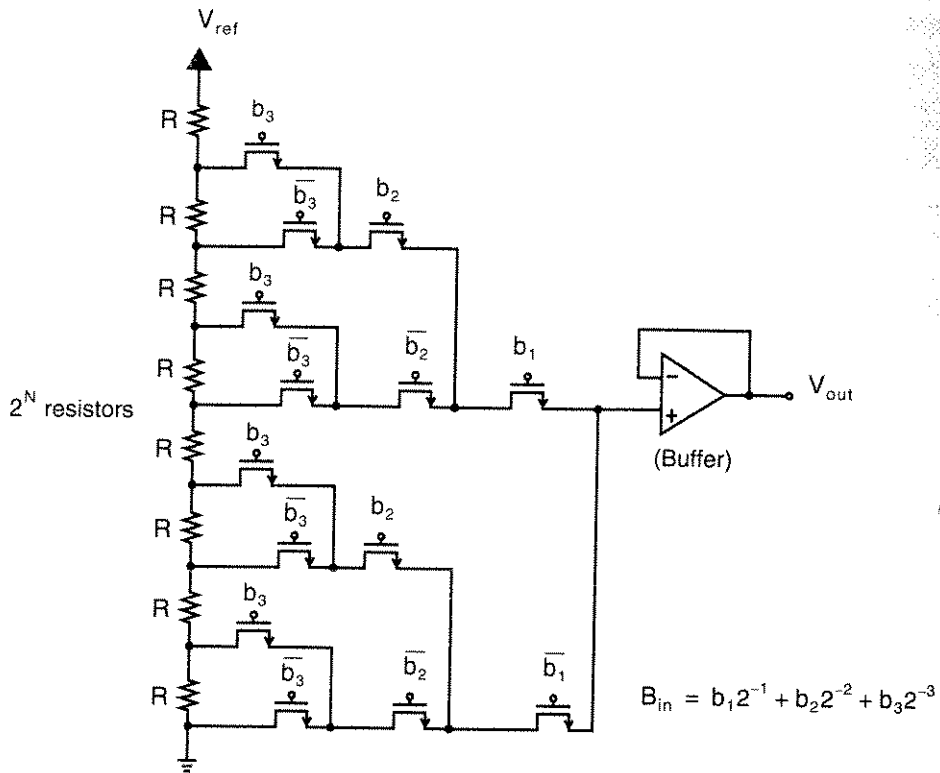 V_ref
R
b₃
R
b̅₃
b₂
R
b₃
R
b̅₃
b̅₂
b₁
V_out
2^N resistors
(Buffer)
R
b₃
R
b̅₃
b₂
R
b₃
R
b̅₃
b̅₂
b̅₁
B_in = b₁2⁻¹ + b₂2⁻² + b₃2⁻³